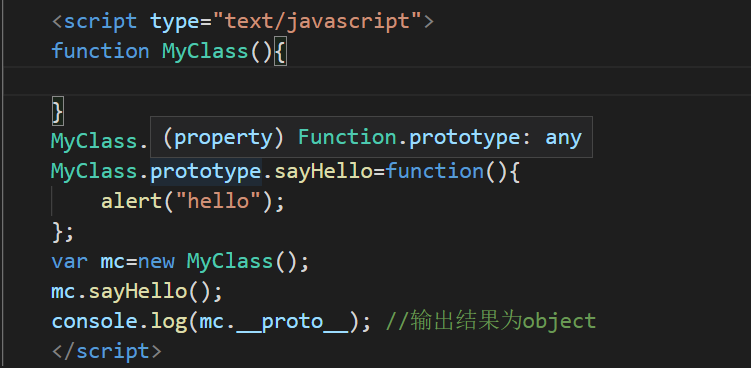 <script type="text/javascript">
function MyClass(){
}
MyClass.
(property) Function.prototype: any
MyClass.prototype.sayHello=function(){
alert("hello");
};
var mc=new MyClass();
mc.sayHello();
console.log(mc.__proto__); //输出结果为object
</script>